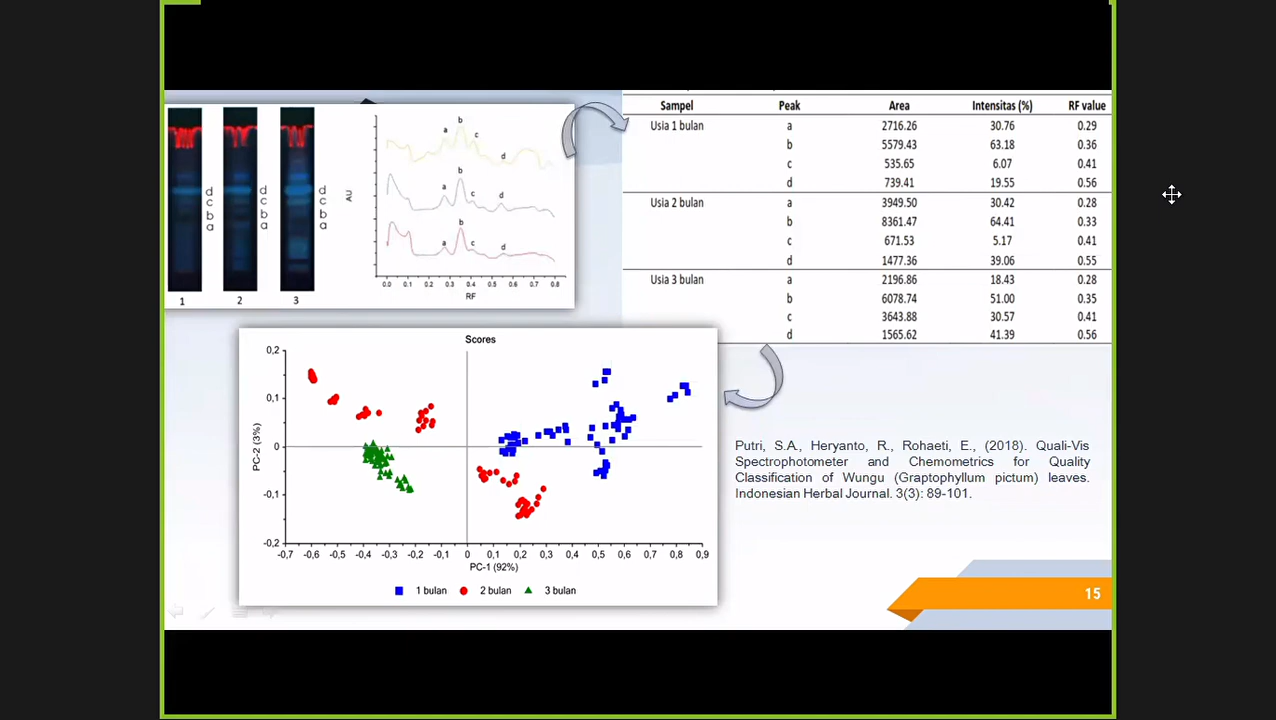 d
c
b
a
d
c
b
a
d
c
b
a
1 2 3
AU
a b c d
a b c d
a b c d
0.0 0.1 0.2 0.3 0.4 0.5 0.6 0.7 0.8
RF
Sampel Peak Area Intensitas (%) RF value
Usia 1 bulan a 2716.26 30.76 0.29
b 5579.43 63.18 0.36
c 535.65 6.07 0.41
d 739.41 19.55 0.56
Usia 2 bulan a 3949.50 30.42 0.28
b 8361.47 64.41 0.33
c 671.53 5.17 0.41
d 1477.36 39.06 0.55
Usia 3 bulan a 2196.86 18.43 0.28
b 6078.74 51.00 0.35
c 3643.88 30.57 0.41
d 1565.62 41.39 0.56
Scores
PC-2 (3%)
0,2
0,1
0
-0,1
-0,2
-0,7 -0,6 -0,5 -0,4 -0,3 -0,2 -0,1 0 0,1 0,2 0,3 0,4 0,5 0,6 0,7 0,8 0,9
PC-1 (92%)
1 bulan 2 bulan 3 bulan
Putri, S.A., Heryanto, R., Rohaeti, E., (2018). Quali-Vis
Spectrophotometer and Chemometrics for Quality
Classification of Wungu (Graptophyllum pictum) leaves.
Indonesian Herbal Journal. 3(3): 89-101.
15